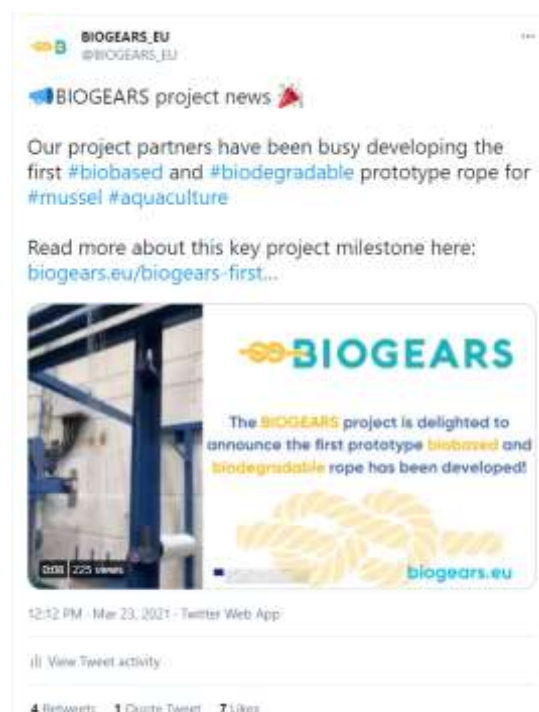 BIOGEARS_EU
@BIOGEARS_EU
BIOGEARS project news
Our project partners have been busy developing the
first #biobased and #biodegradable prototype rope for
#mussel #aquaculture
Read more about this key project milestone here:
biogears.eu/biogears-first...
BIOGEARS
The BIOGEARS project is delighted to
announce the first prototype biobased and
biodegradable rope has been developed!
0:08 225 views
biogears.eu
12:12 PM · Mar 23, 2021 · Twitter Web App
View Tweet activity
4 Retweets 1 Quote Tweet 7 Likes